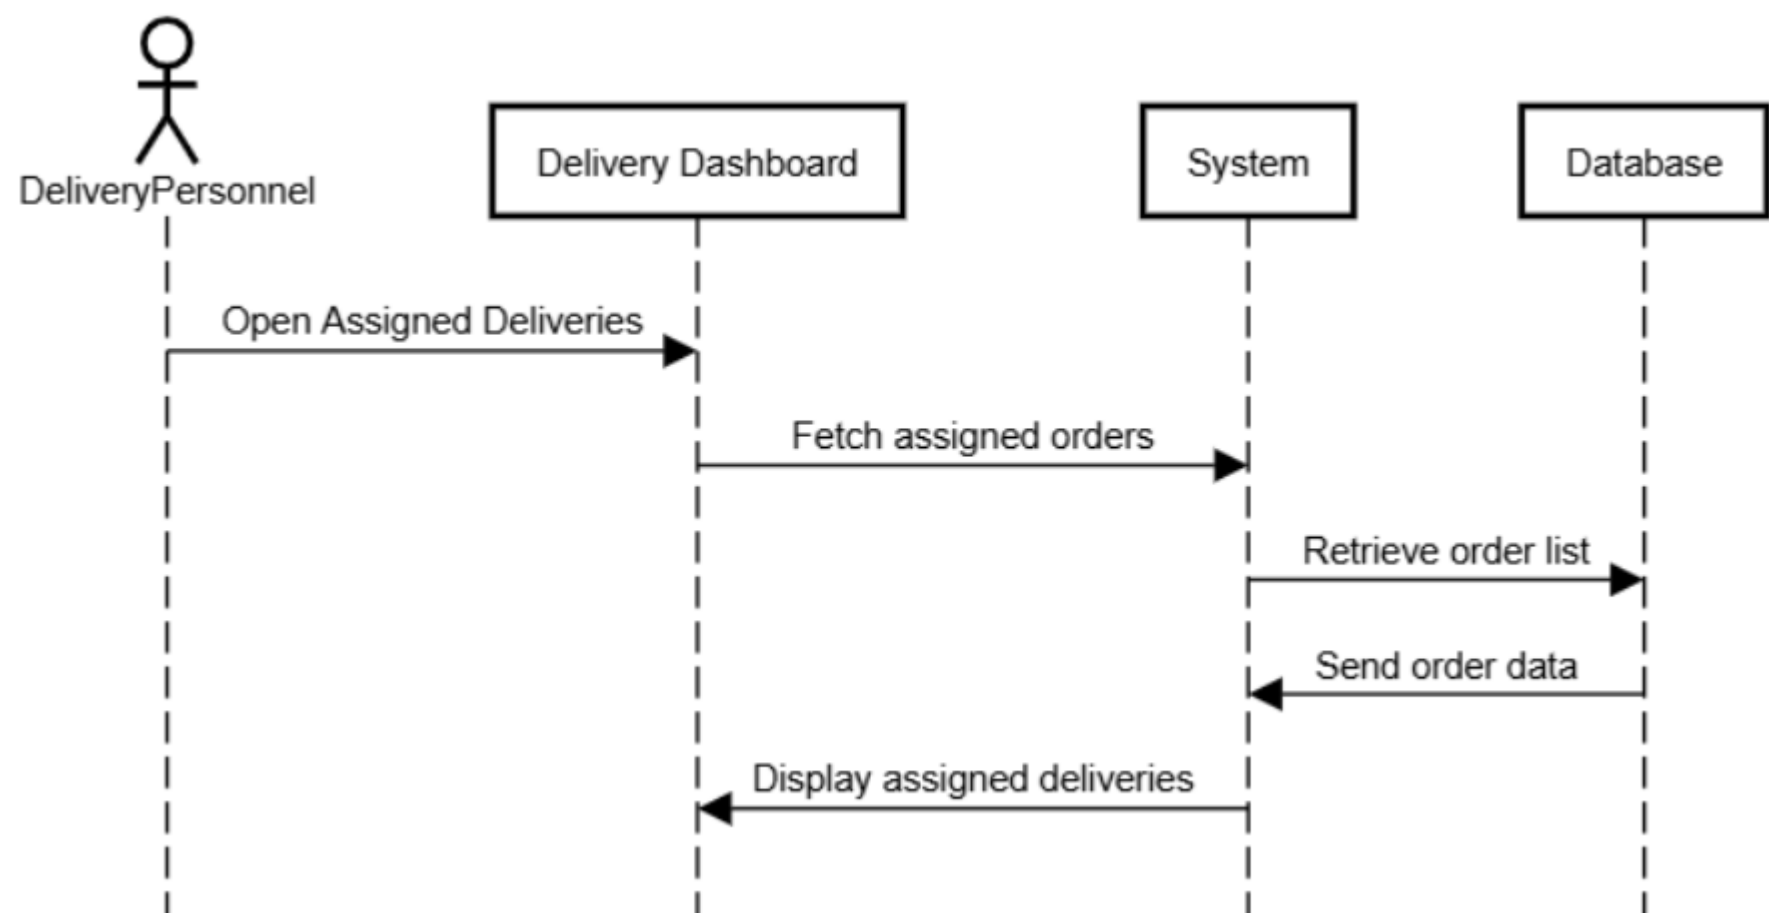 DeliveryPersonnel
Delivery Dashboard
System
Database
Open Assigned Deliveries
Fetch assigned orders
Retrieve order list
Send order data
Display assigned deliveries